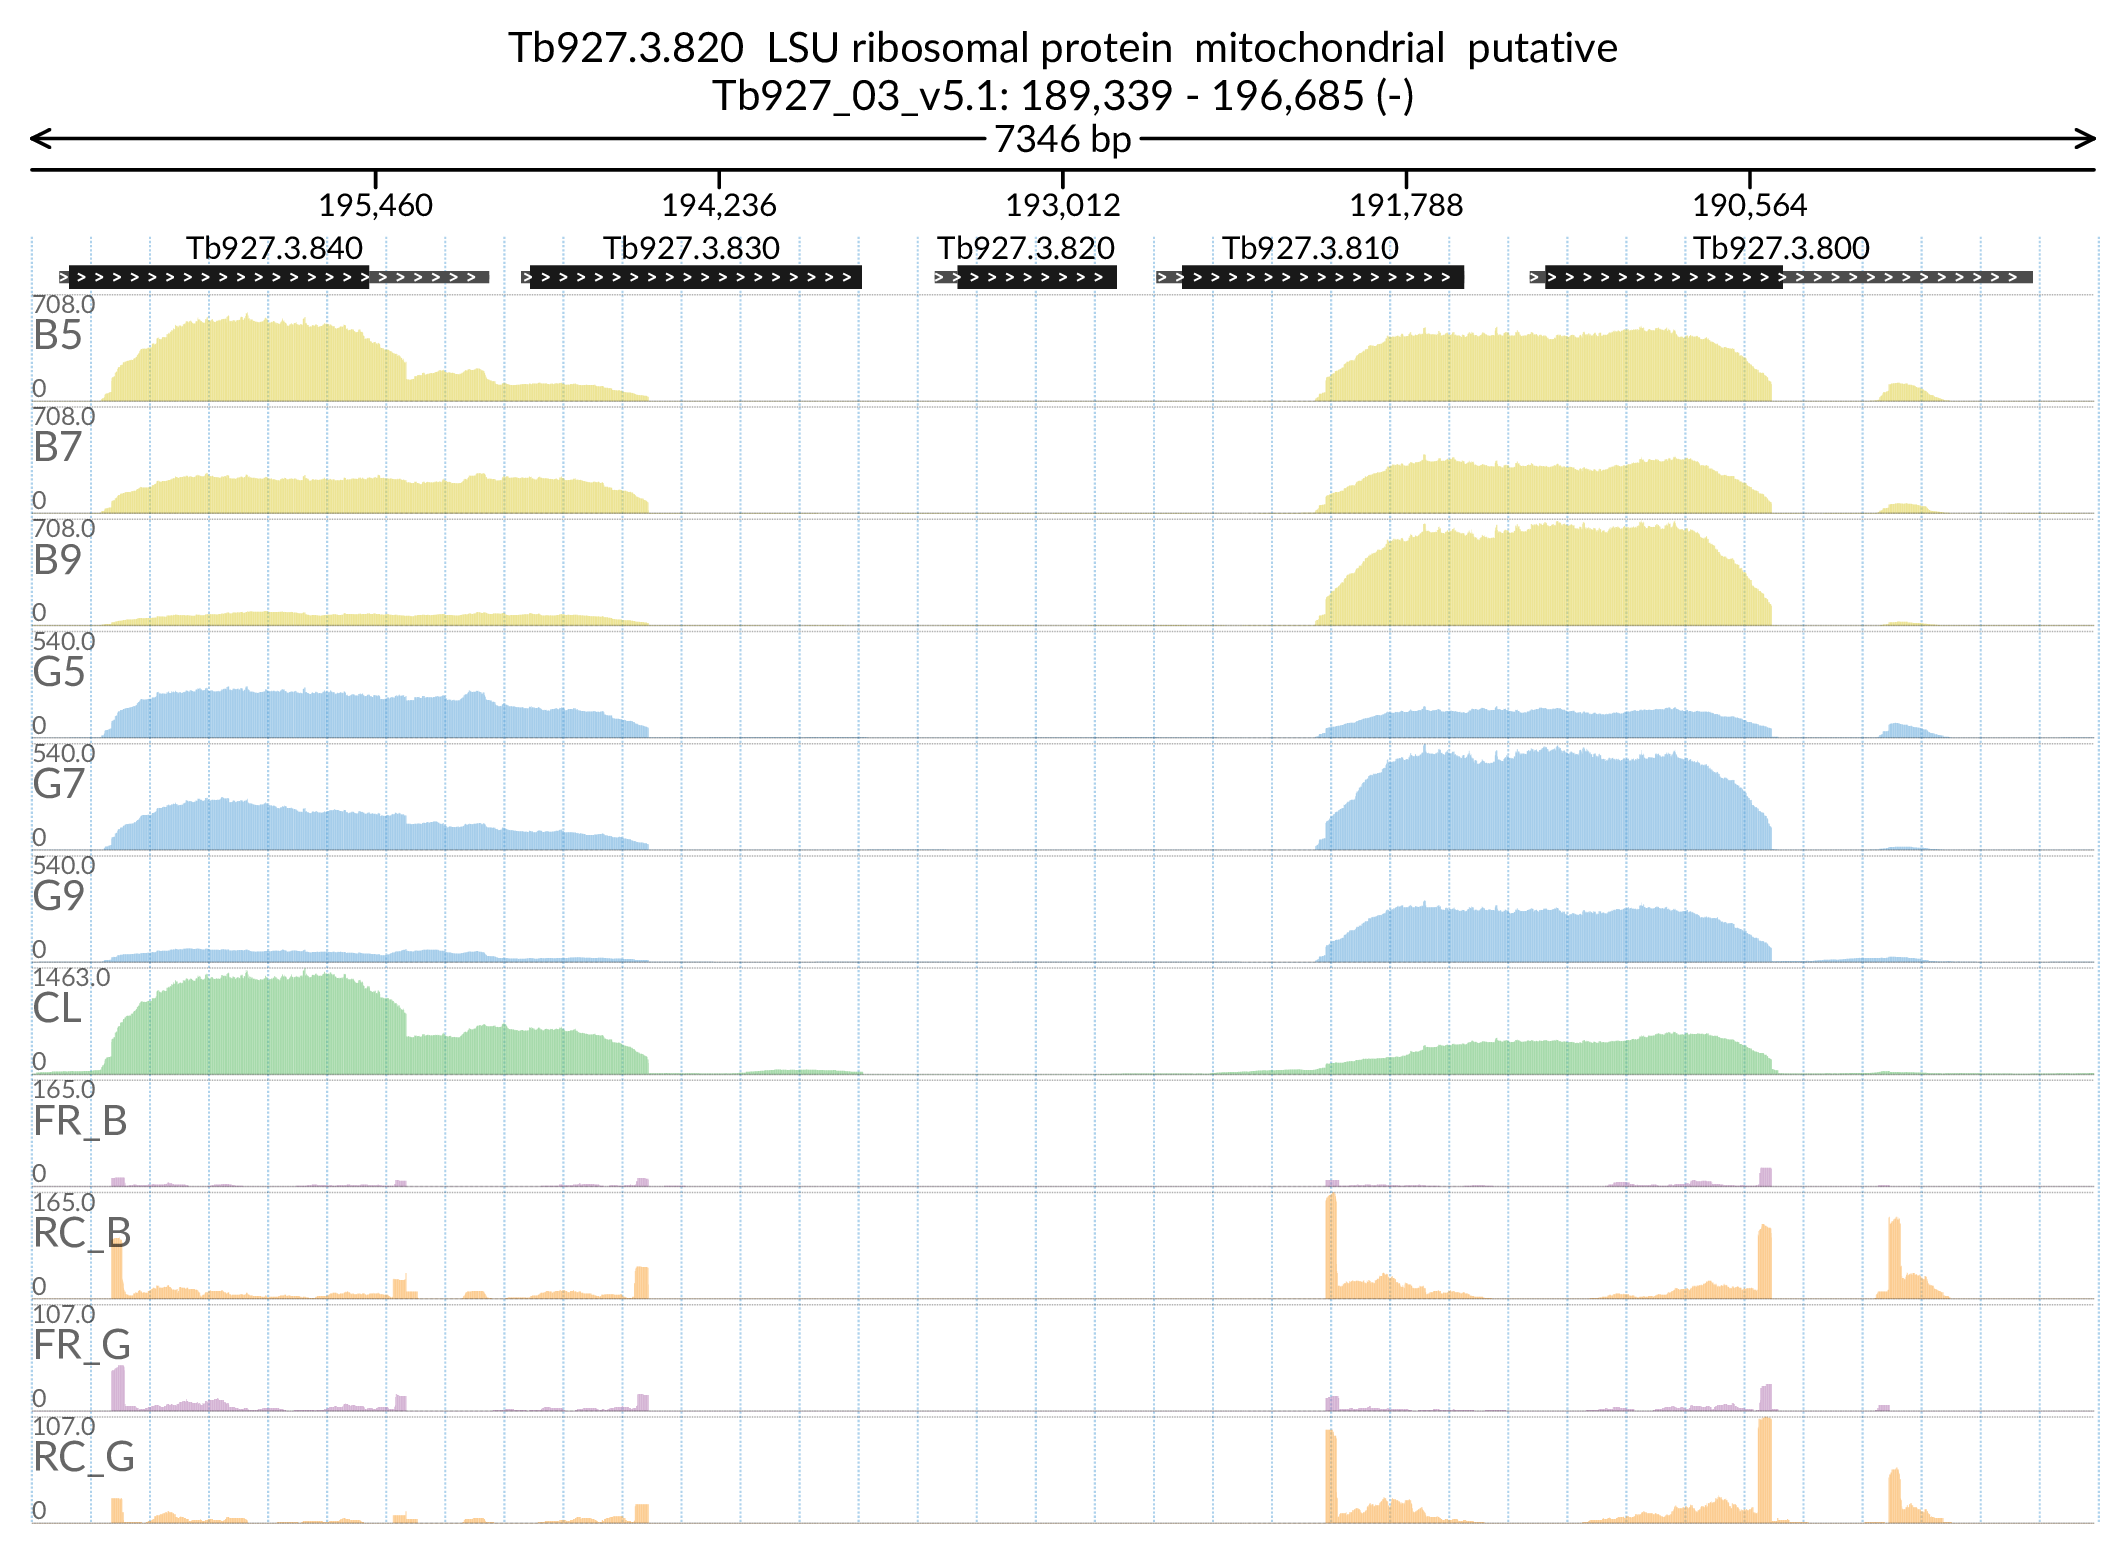 Tb927.3.820 LSU ribosomal protein mitochondrial putative
Tb927_03_v5.1: 189,339 - 196,685 (-)
7346 bp
195,460 194,236 193,012 191,788 190,564
Tb927.3.840 Tb927.3.830 Tb927.3.820 Tb927.3.810 Tb927.3.800
708.0
B5
0
708.0
B7
0
708.0
B9
0
540.0
G5
0
540.0
G7
0
540.0
G9
0
1463.0
CL
0
165.0
FR_B
0
165.0
RC_B
0
107.0
FR_G
0
107.0
RC_G
0